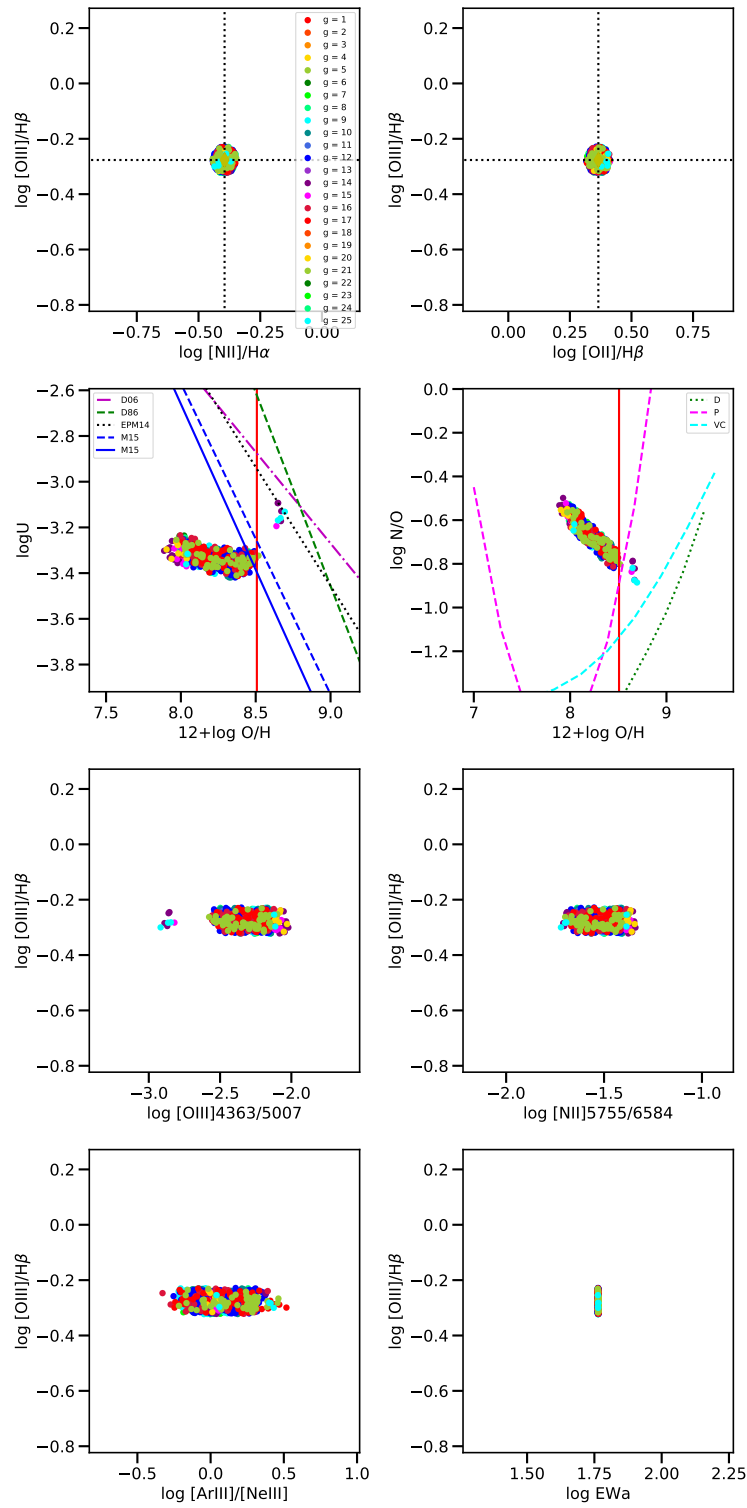 0.2
0.0
−0.2
−0.4
−0.6
−0.8
log [OIII]/Hβ
−0.75
−0.50
−0.25
0.00
log [NII]/Hα
g = 1
g = 2
g = 3
g = 4
g = 5
g = 6
g = 7
g = 8
g = 9
g = 10
g = 11
g = 12
g = 13
g = 14
g = 15
g = 16
g = 17
g = 18
g = 19
g = 20
g = 21
g = 22
g = 23
g = 24
g = 25
0.2
0.0
−0.2
−0.4
−0.6
−0.8
log [OIII]/Hβ
0.00
0.25
0.50
0.75
log [OII]/Hβ
−2.6
−2.8
−3.0
−3.2
−3.4
−3.6
−3.8
logU
7.5
8.0
8.5
9.0
12+log O/H
D06
D86
EPM14
M15
M15
0.0
−0.2
−0.4
−0.6
−0.8
−1.0
−1.2
log N/O
7
8
9
12+log O/H
D
P
VC
0.2
0.0
−0.2
−0.4
−0.6
−0.8
log [OIII]/Hβ
−3.0
−2.5
−2.0
log [OIII]4363/5007
0.2
0.0
−0.2
−0.4
−0.6
−0.8
log [OIII]/Hβ
−2.0
−1.5
−1.0
log [NII]5755/6584
0.2
0.0
−0.2
−0.4
−0.6
−0.8
log [OIII]/Hβ
−0.5
0.0
0.5
1.0
log [ArIII]/[NeIII]
0.2
0.0
−0.2
−0.4
−0.6
−0.8
log [OIII]/Hβ
1.50
1.75
2.00
2.25
log EWa